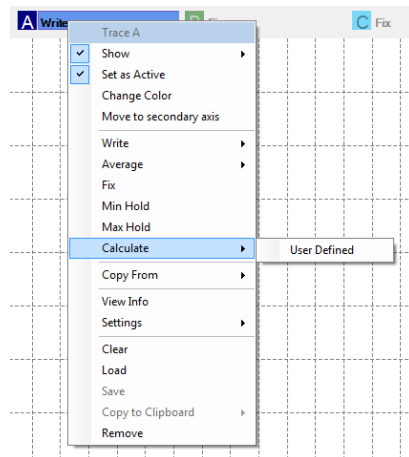 A Write
C Fix
Trace A
Show
Set as Active
Change Color
Move to secondary axis
Write
Average
Fix
Min Hold
Max Hold
Calculate
User Defined
Copy From
View Info
Settings
Clear
Load
Save
Copy to Clipboard
Remove